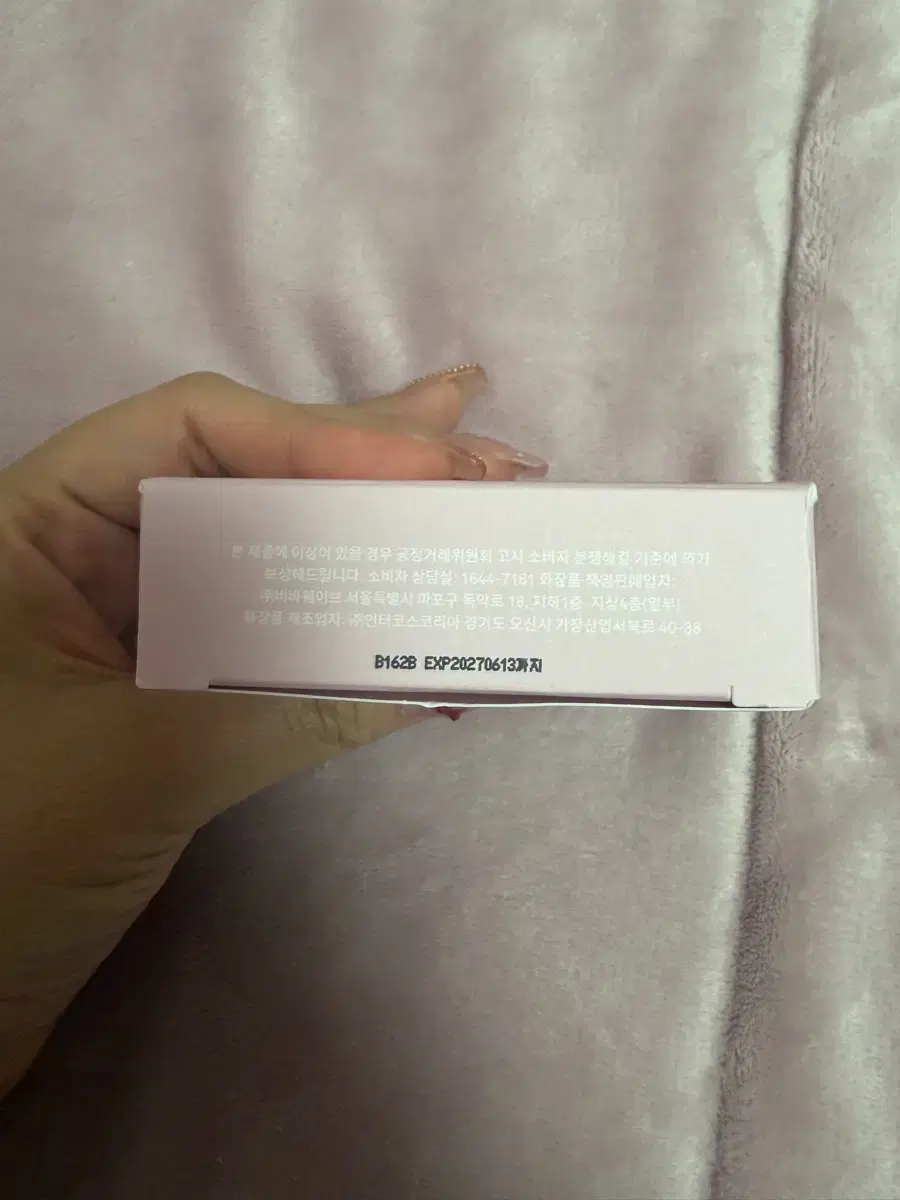 본 제품에 이상이 있을 경우 공정거래위원회 고시 소비자 분쟁해결 기준에 의거
보상해드립니다. 소비자 상담실: 1644-7181 화장품 책임판매업자:
㈜비바웨이브 서울특별시 마포구 독막로 18, 지하1층 지상4층(일부)
화장품 제조업자: ㈜인터코스코리아 경기도 오산시 가장산업서북로 40-38
B162B EXP20270613까지